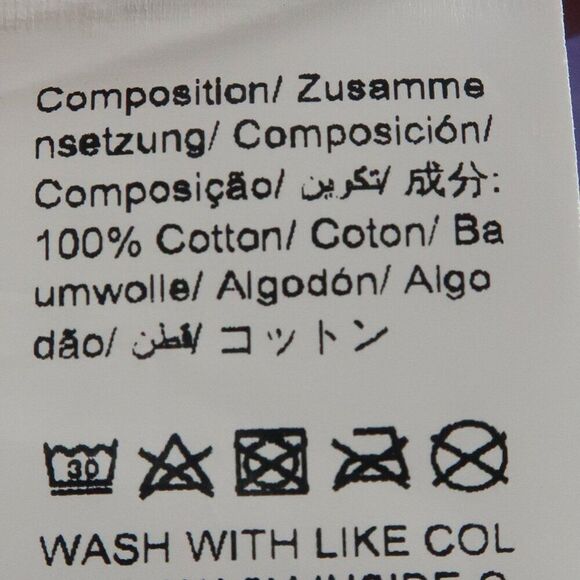 Composition/ Zusamme
nsetzung/ Composición/
Composição/ تكوين/ 成分:
100% Cotton/ Coton/ Ba
umwolle/ Algodón/ Algo
dão/ قطن/ コットン
30
WASH WITH LIKE COL